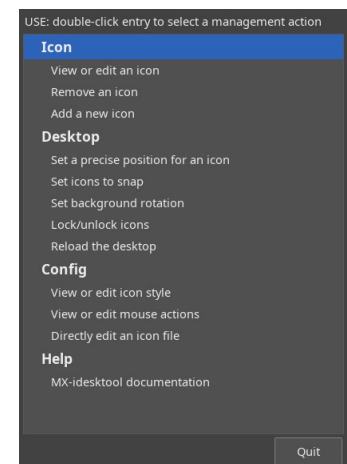 USE: double-click entry to select a management action
Icon
View or edit an icon
Remove an icon
Add a new icon
Desktop
Set a precise position for an icon
Set icons to snap
Set background rotation
Lock/unlock icons
Reload the desktop
Config
View or edit icon style
View or edit mouse actions
Directly edit an icon file
Help
MX-idesktool documentation
Quit